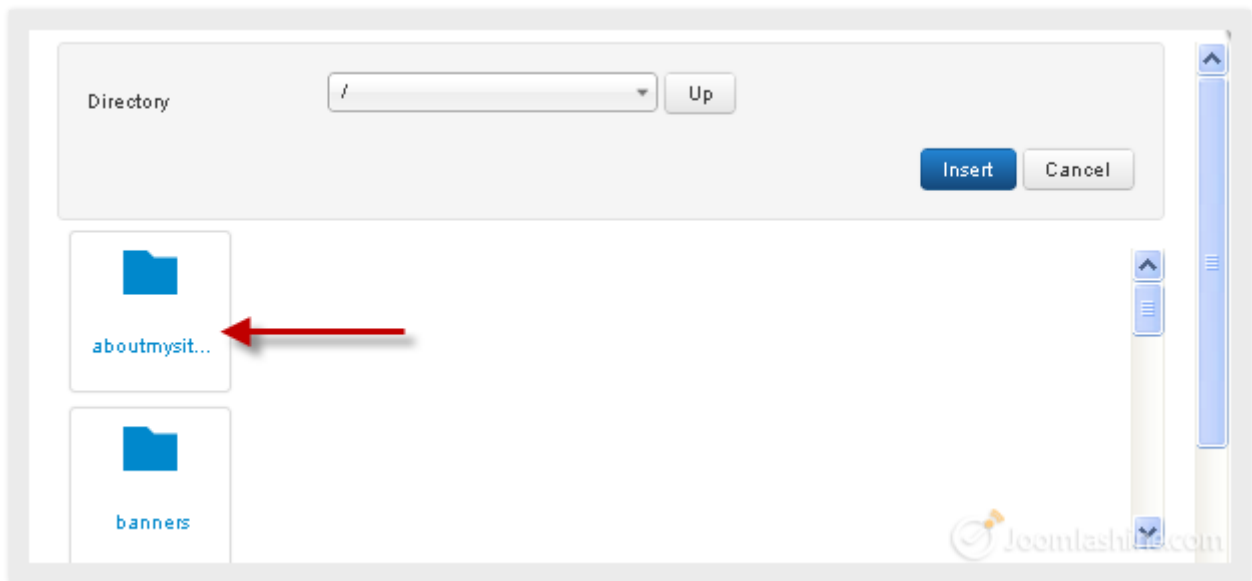 Directory
/
Up
Insert
Cancel
aboutmysit...
banners
Joomlashine.com